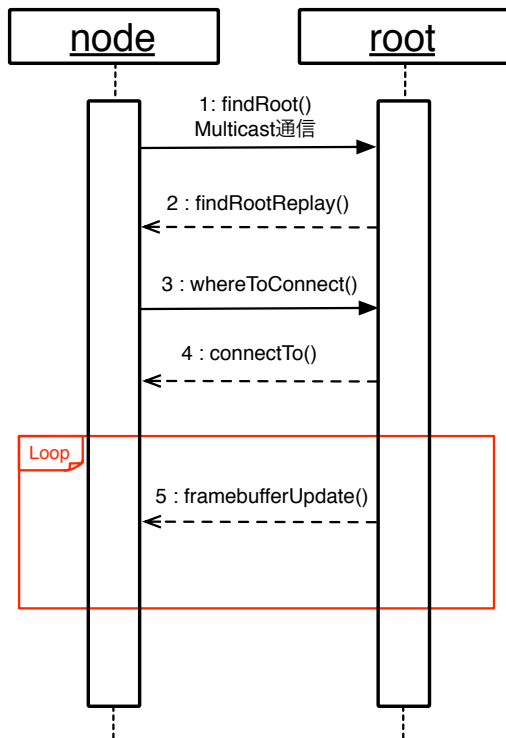 node
root
1: findRoot()
Multicast通信
2 : findRootReplay()
3 : whereToConnect()
4 : connectTo()
Loop
5 : framebufferUpdate()